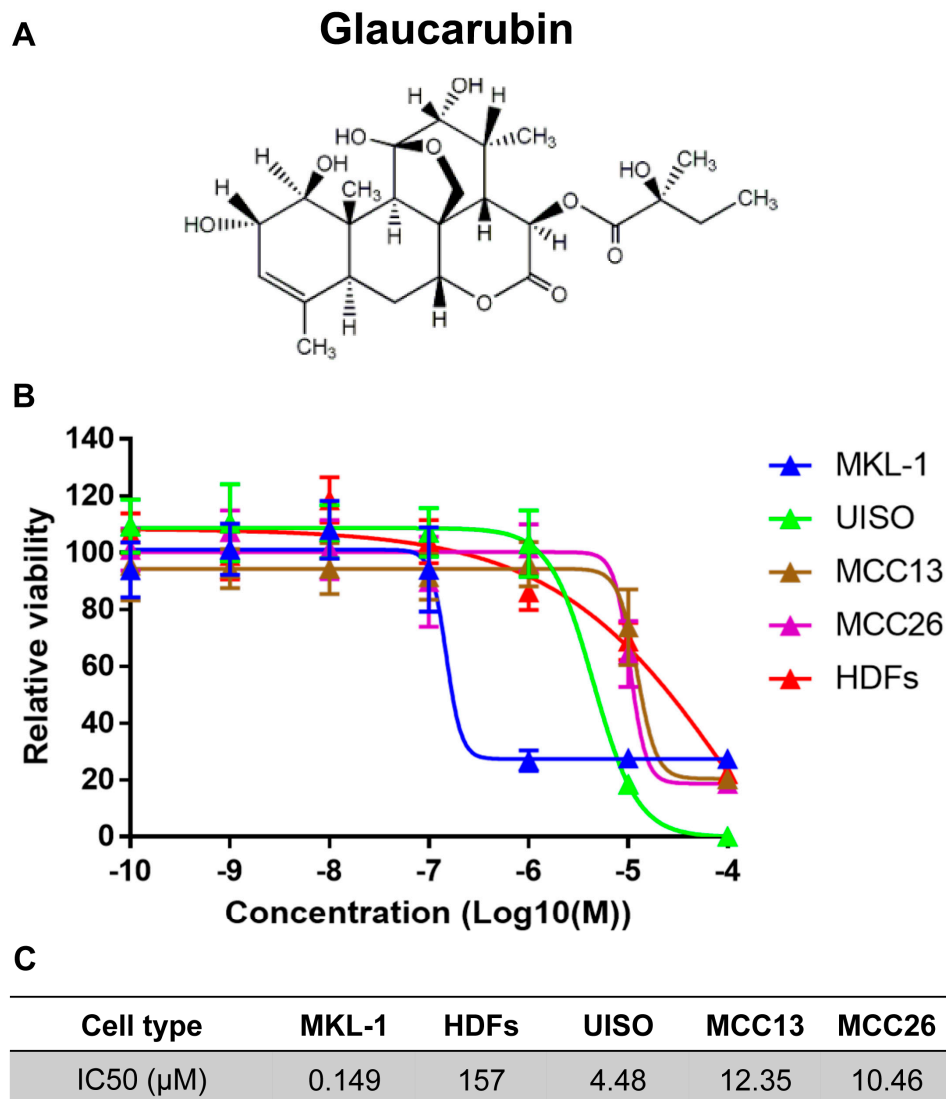 A
Glaucarubin
OH
H
H
HO
O
CH3
H
OH
CH3
HO
CH3
H
HO
H
H
O
H
O
CH3
H
H
O
O
CH3
B
140
120
100
80
60
40
20
0
Relative viability
-10 -9 -8 -7 -6 -5 -4
Concentration (Log10(M))
MKL-1
UISO
MCC13
MCC26
HDFs
C
Cell type MKL-1 HDFs UISO MCC13 MCC26
IC50 (µM) 0.149 157 4.48 12.35 10.46